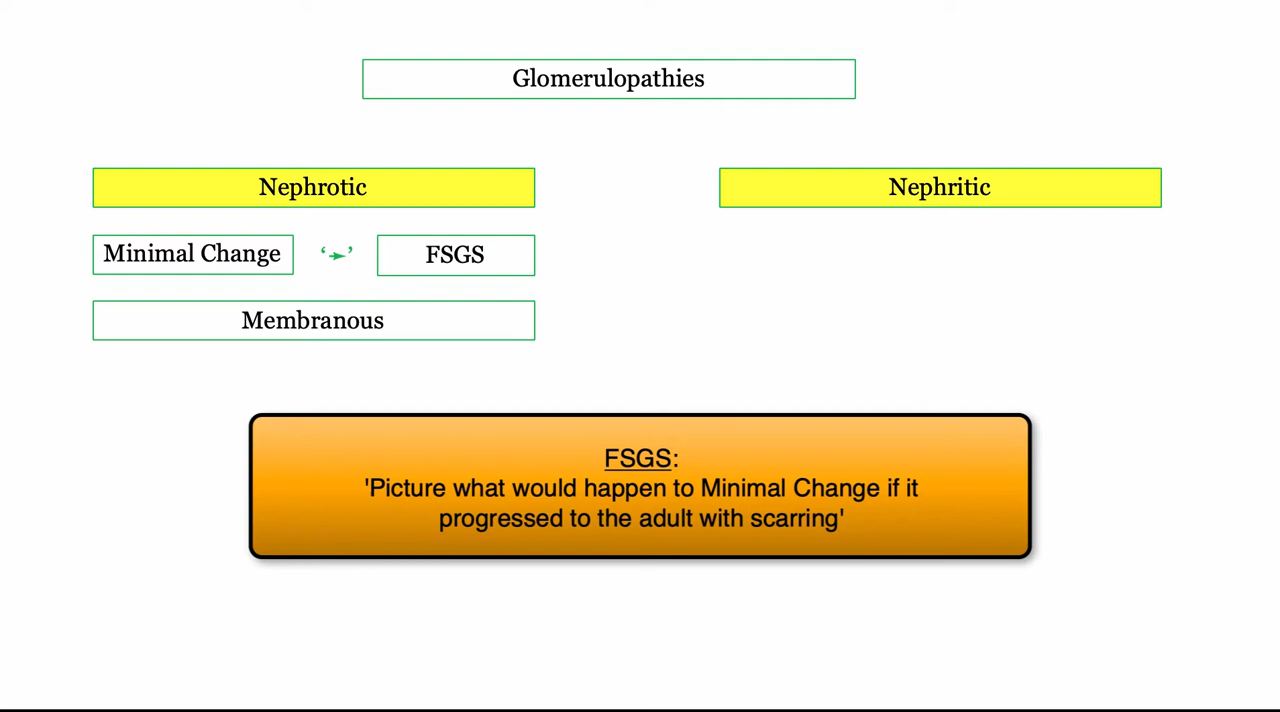 Glomerulopathies
Nephrotic
Nephritic
Minimal Change ‘→’ FSGS
Membranous
FSGS:
'Picture what would happen to Minimal Change if it
progressed to the adult with scarring'